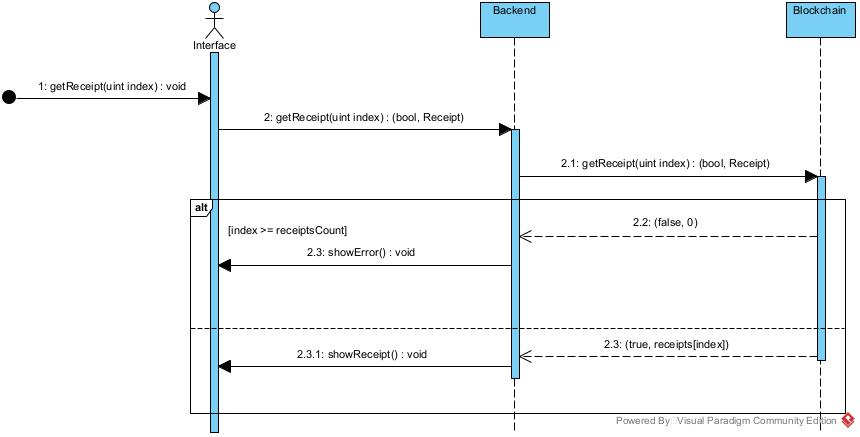 Backend
Blockchain
Interface
1: getReceipt(uint index) : void
2: getReceipt(uint index) : (bool, Receipt)
2.1: getReceipt(uint index) : (bool, Receipt)
alt
2.2: (false, 0)
[index >= receiptsCount]
2.3: showError() : void
2.3: (true, receipts[index])
2.3.1: showReceipt() : void
Powered By Visual Paradigm Community Edition